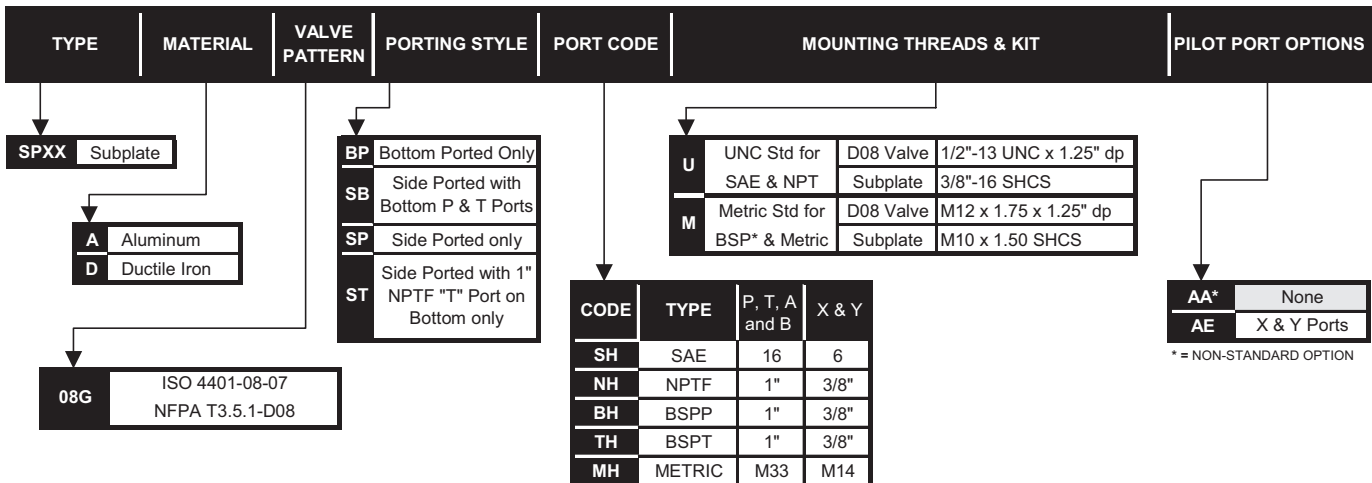 TYPE MATERIAL VALVE PATTERN PORTING STYLE PORT CODE MOUNTING THREADS & KIT PILOT PORT OPTIONS
SPXX Subplate
A Aluminum
D Ductile Iron
08G ISO 4401-08-07
NFPA T3.5.1-D08
BP Bottom Ported Only
SB Side Ported with
Bottom P & T Ports
SP Side Ported only
ST Side Ported with 1"
NPTF "T" Port on
Bottom only
CODE TYPE P, T, A and B X & Y
SH SAE 16 6
NH NPTF 1" 3/8"
BH BSPP 1" 3/8"
TH BSPT 1" 3/8"
MH METRIC M33 M14
U UNC Std for SAE & NPT
D08 Valve 1/2"-13 UNC x 1.25" dp
Subplate 3/8"-16 SHCS
M Metric Std for BSP* & Metric
D08 Valve M12 x 1.75 x 1.25" dp
Subplate M10 x 1.50 SHCS
AA* None
AE X & Y Ports
* = NON-STANDARD OPTION